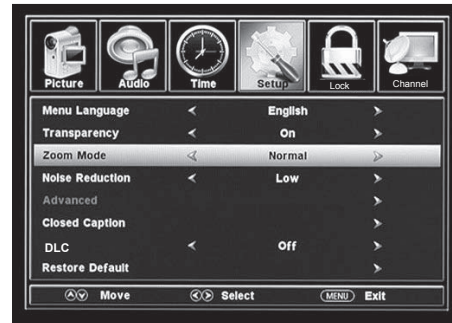 Picture Audio Time Setup Lock Channel
Menu Language English
Transparency On
Zoom Mode Normal
Noise Reduction Low
Advanced
Closed Caption
DLC Off
Restore Default
Move Select MENU Exit